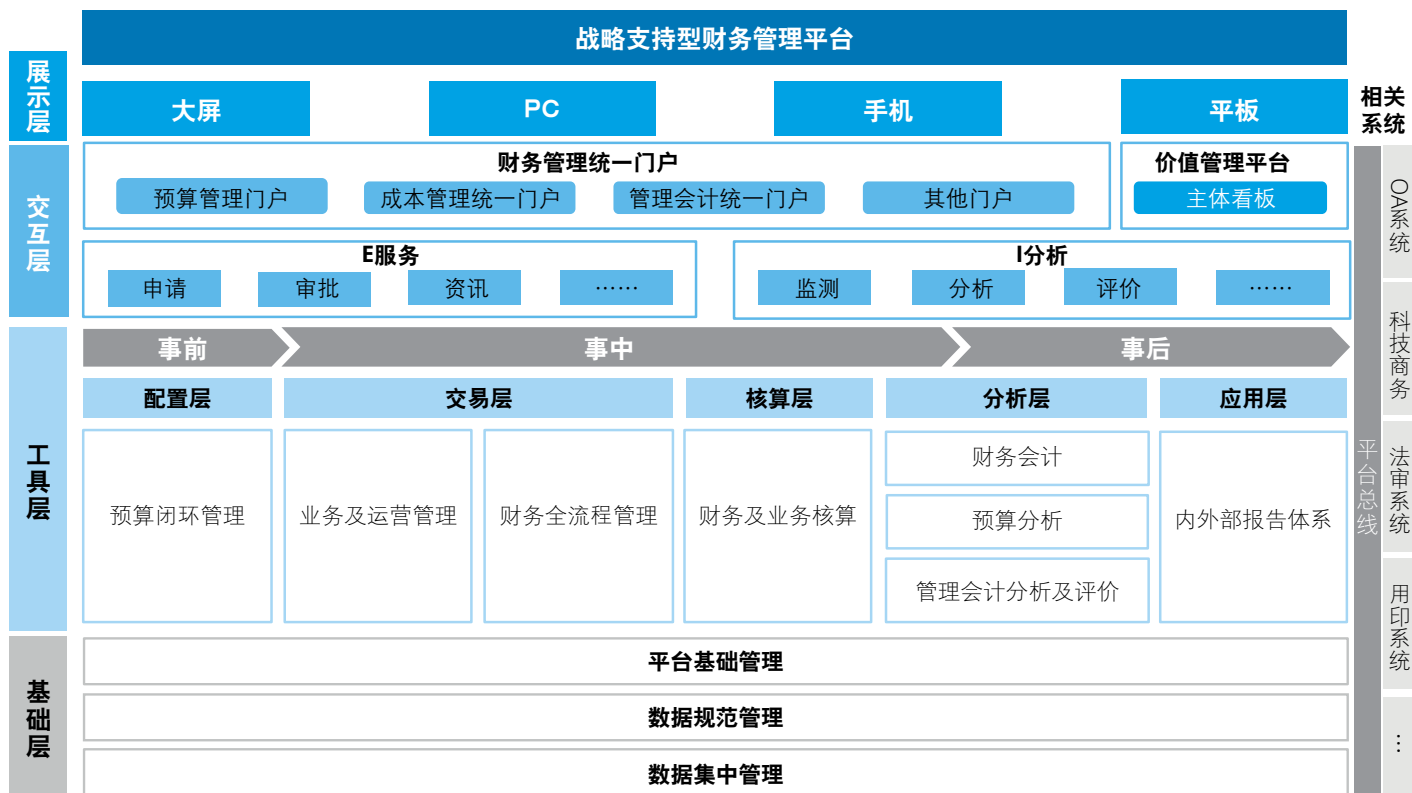 战略支持型财务管理平台
展示层
大屏
PC
手机
平板
相关系统
交互层
财务管理统一门户
预算管理门户
成本管理统一门户
管理会计统一门户
其他门户
价值管理平台
主体看板
E服务
申请
审批
资讯
……
I分析
监测
分析
评价
……
工具层
事前
事中
事后
配置层
交易层
核算层
分析层
应用层
预算闭环管理
业务及运营管理
财务全流程管理
财务及业务核算
财务会计
预算分析
管理会计分析及评价
内外部报告体系
基础层
平台基础管理
数据规范管理
数据集中管理
平台总线
OA系统
科技商务
法审系统
用印系统
…